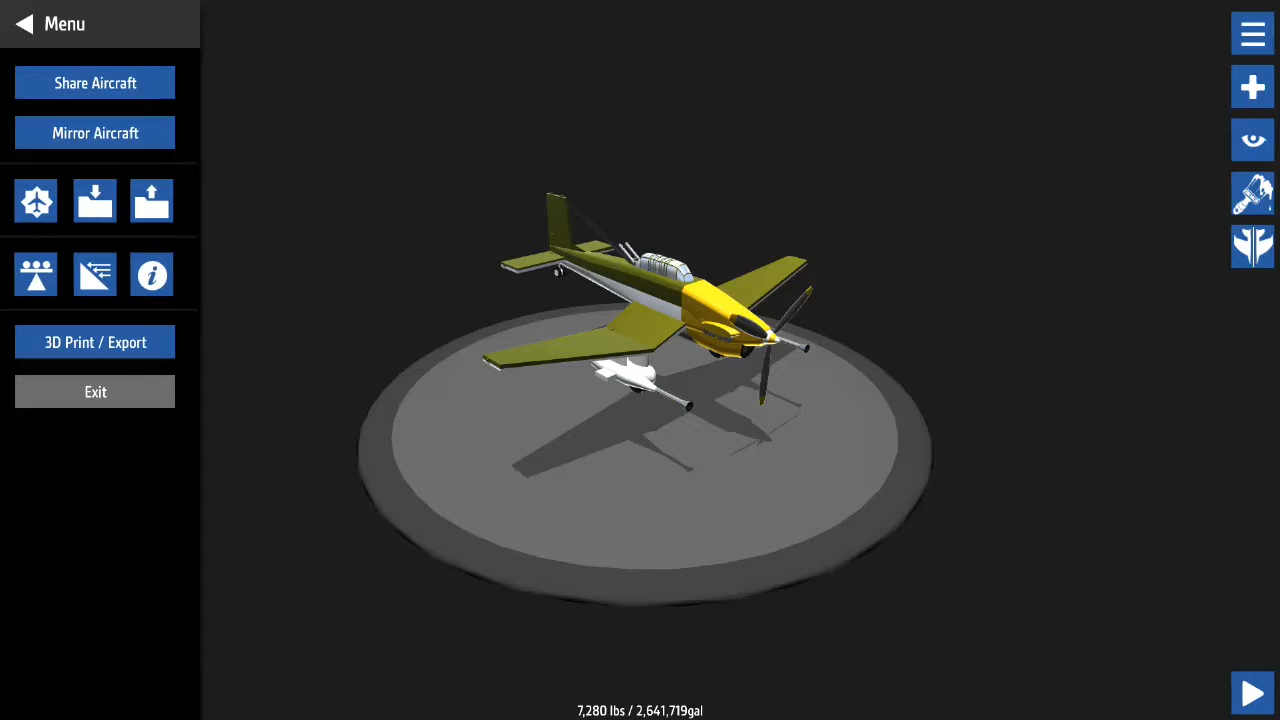 Menu
Share Aircraft
Mirror Aircraft
3D Print / Export
Exit
7,280 lbs / 2,641,719gal